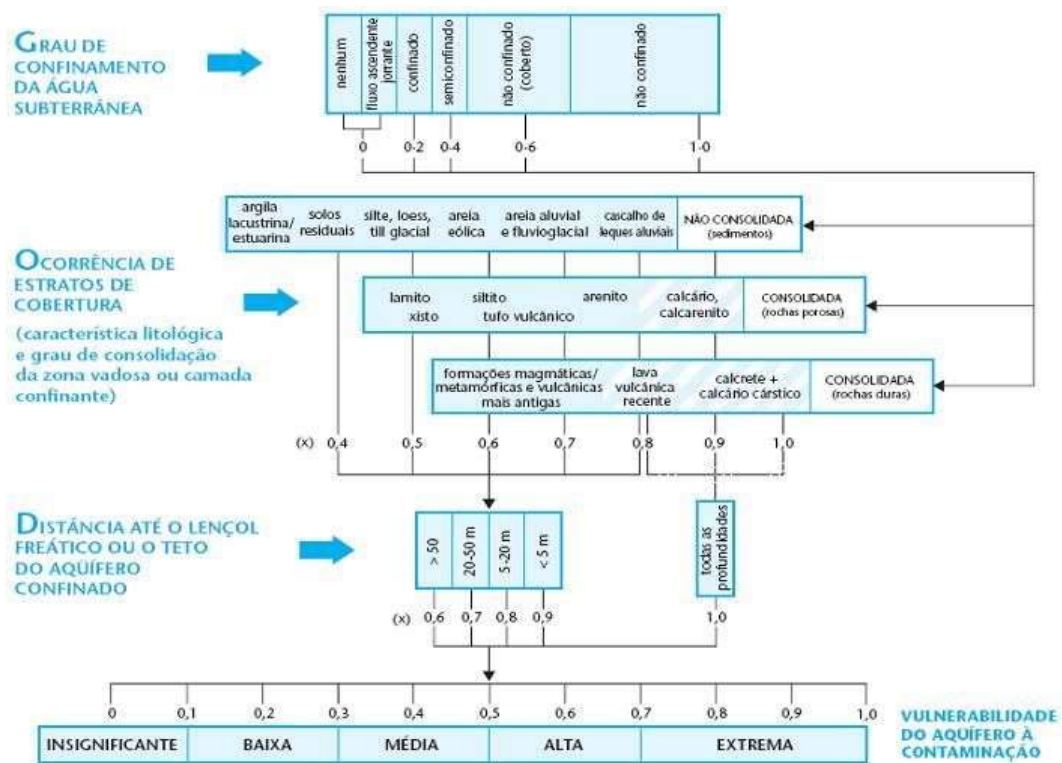 GRAU DE
CONFINAMENTO
DA ÁGUA
SUBTERRÂNEA
nenhum
fluxo ascendente
jorrante
confinado
semiconfinado
não confinado
(coberto)
não confinado
0
0-2
0-4
0-6
1-0
argila
lacustrina/
estuarina
solos
residuais
silte, loess,
till glacial
areia
eólica
areia aluvial
e fluvioglacial
cascalho de
leques aluviais
NÃO CONSOLIDADA
(sedimentos)
OCORRÊNCIA DE
ESTRATOS DE
COBERTURA
(característica litológica
e grau de consolidação
da zona vadosa ou camada
confinante)
lamito
xisto
siltito
tufo vulcânico
arenito
calcário,
calcarenito
CONSOLIDADA
(rochas porosas)
formações magmáticas/
metamórficas e vulcânicas
mais antigas
lava
vulcânica
recente
calcrete +
calcário cárstico
CONSOLIDADA
(rochas duras)
(x) 0,4 0,5 0,6 0,7 0,8 0,9 1,0
DISTÂNCIA ATÉ O LENÇOL
FREÁTICO OU O TETO
DO AQÜÍFERO
CONFINADO
> 50
20-50 m
5-20 m
< 5 m
todas as
profundidades
(x) 0,6 0,7 0,8 0,9 1,0
0 0,1 0,2 0,3 0,4 0,5 0,6 0,7 0,8 0,9 1,0
INSIGNIFICANTE BAIXA MÉDIA ALTA EXTREMA
VULNERABILIDADE
DO AQUÍFERO À
CONTAMINAÇÃO